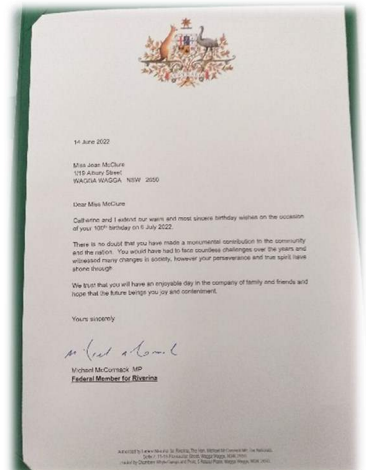 14 June 2022
Miss Jean McClure
1/19 Albury Street
WAGGA WAGGA NSW 2650
Dear Miss McClure
Catherine and I extend our warm and most sincere birthday wishes on the occasion
of your 100th birthday on 6 July 2022.
There is no doubt that you have made a monumental contribution to the community
and the nation. You would have had to face countless challenges over the years and
witnessed many changes in society, however your perseverance and true spirit have
shone through.
We trust that you will have an enjoyable day in the company of family and friends and
hope that the future brings you joy and contentment.
Yours sincerely
Michael McCormack MP
Federal Member for Riverina